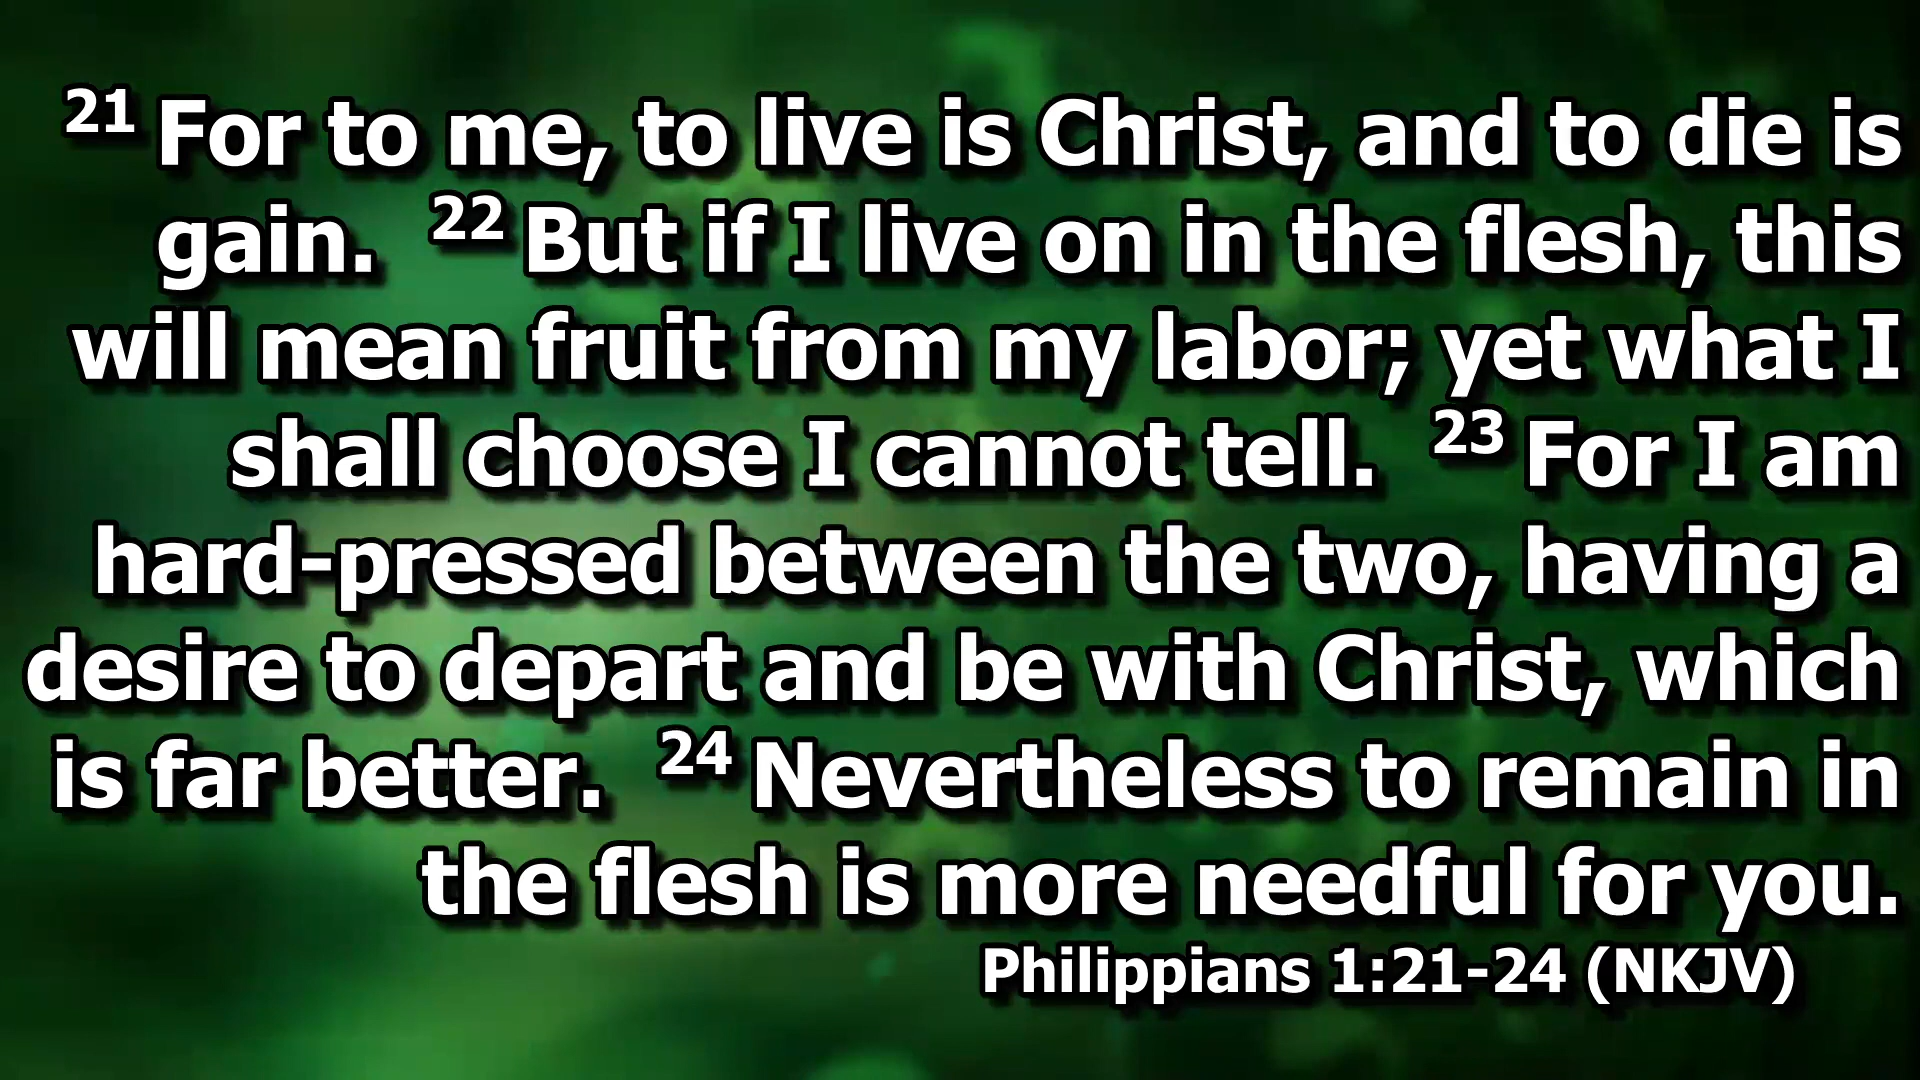 21 For to me, to live is Christ, and to die is
gain. 22 But if I live on in the flesh, this
will mean fruit from my labor; yet what I
shall choose I cannot tell. 23 For I am
hard-pressed between the two, having a
desire to depart and be with Christ, which
is far better. 24 Nevertheless to remain in
the flesh is more needful for you.
Philippians 1:21-24 (NKJV)